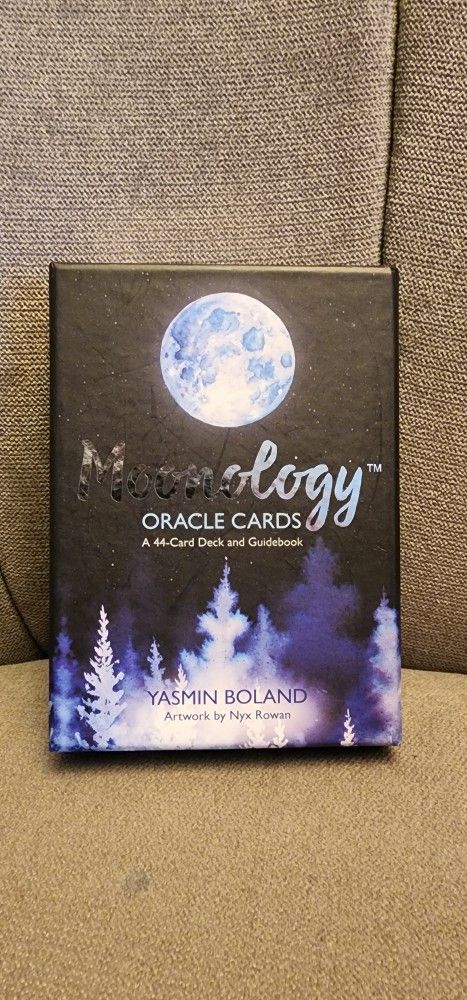 Moonology™
ORACLE CARDS
A 44-Card Deck and Guidebook
YASMIN BOLAND
Artwork by Nyx Rowan